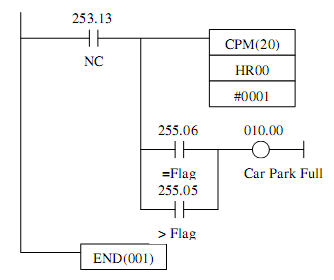 253.13
NC
CPM(20)
HR00
#0001
255.06
010.00
=Flag
Car Park Full
255.05
> Flag
END(001)